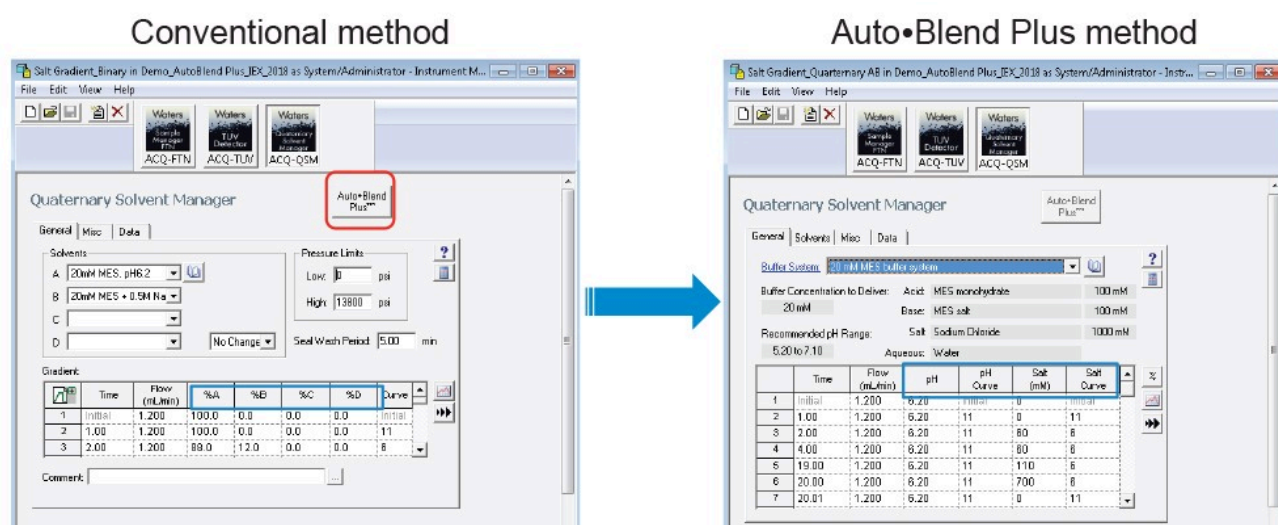 Conventional method
Auto•Blend Plus method
Salt Gradient_Binary in Demo_AutoBlend Plus_IEX_2018 as System/Administrator - Instrument M...
File Edit View Help
Waters
Sample
Manager
FTN
ACQ-FTN
Waters
TUV
Detector
ACQ-TUV
Waters
Quaternary
Solvent
Manager
ACQ-QSM
Quaternary Solvent Manager
Auto•Blend
Plus™
General Misc Data
Solvents
A 20mM MES, pH6.2
B 20mM MES + 0.5M Na
C
D
No Change
Pressure Limits
Low: 0 psi
High: 13800 psi
Seal Wash Period: 5.00 min
?
Gradient:
Time Flow (mL/min) %A %B %C %D Curve
1 Initial 1.200 100.0 0.0 0.0 0.0 Initial
2 1.00 1.200 100.0 0.0 0.0 0.0 11
3 2.00 1.200 88.0 12.0 0.0 0.0 6
Comment:
...
Salt Gradient_Quarternary AB in Demo_AutoBlend Plus_IEX_2018 as System/Administrator - Instr...
File Edit View Help
Waters
Sample
Manager
FTN
ACQ-FTN
Waters
TUV
Detector
ACQ-TUV
Waters
Quaternary
Solvent
Manager
ACQ-QSM
Quaternary Solvent Manager
Auto•Blend
Plus™
General Solvents Misc Data
Buffer System: 20 mM MES buffer system
?
Buffer Concentration to Deliver: Acid: MES monohydrate 100 mM
20 mM Base: MES salt 100 mM
Recommended pH Range: Salt: Sodium Chloride 1000 mM
5.20 to 7.10 Aqueous: Water
Time Flow (mL/min) pH pH Curve Salt (mM) Salt Curve %
1 Initial 1.200 6.20 Initial 0 Initial
2 1.00 1.200 6.20 11 0 11
3 2.00 1.200 6.20 11 60 6
4 4.00 1.200 6.20 11 60 6
5 19.00 1.200 6.20 11 110 6
6 20.00 1.200 6.20 11 700 6
7 20.01 1.200 6.20 11 0 11